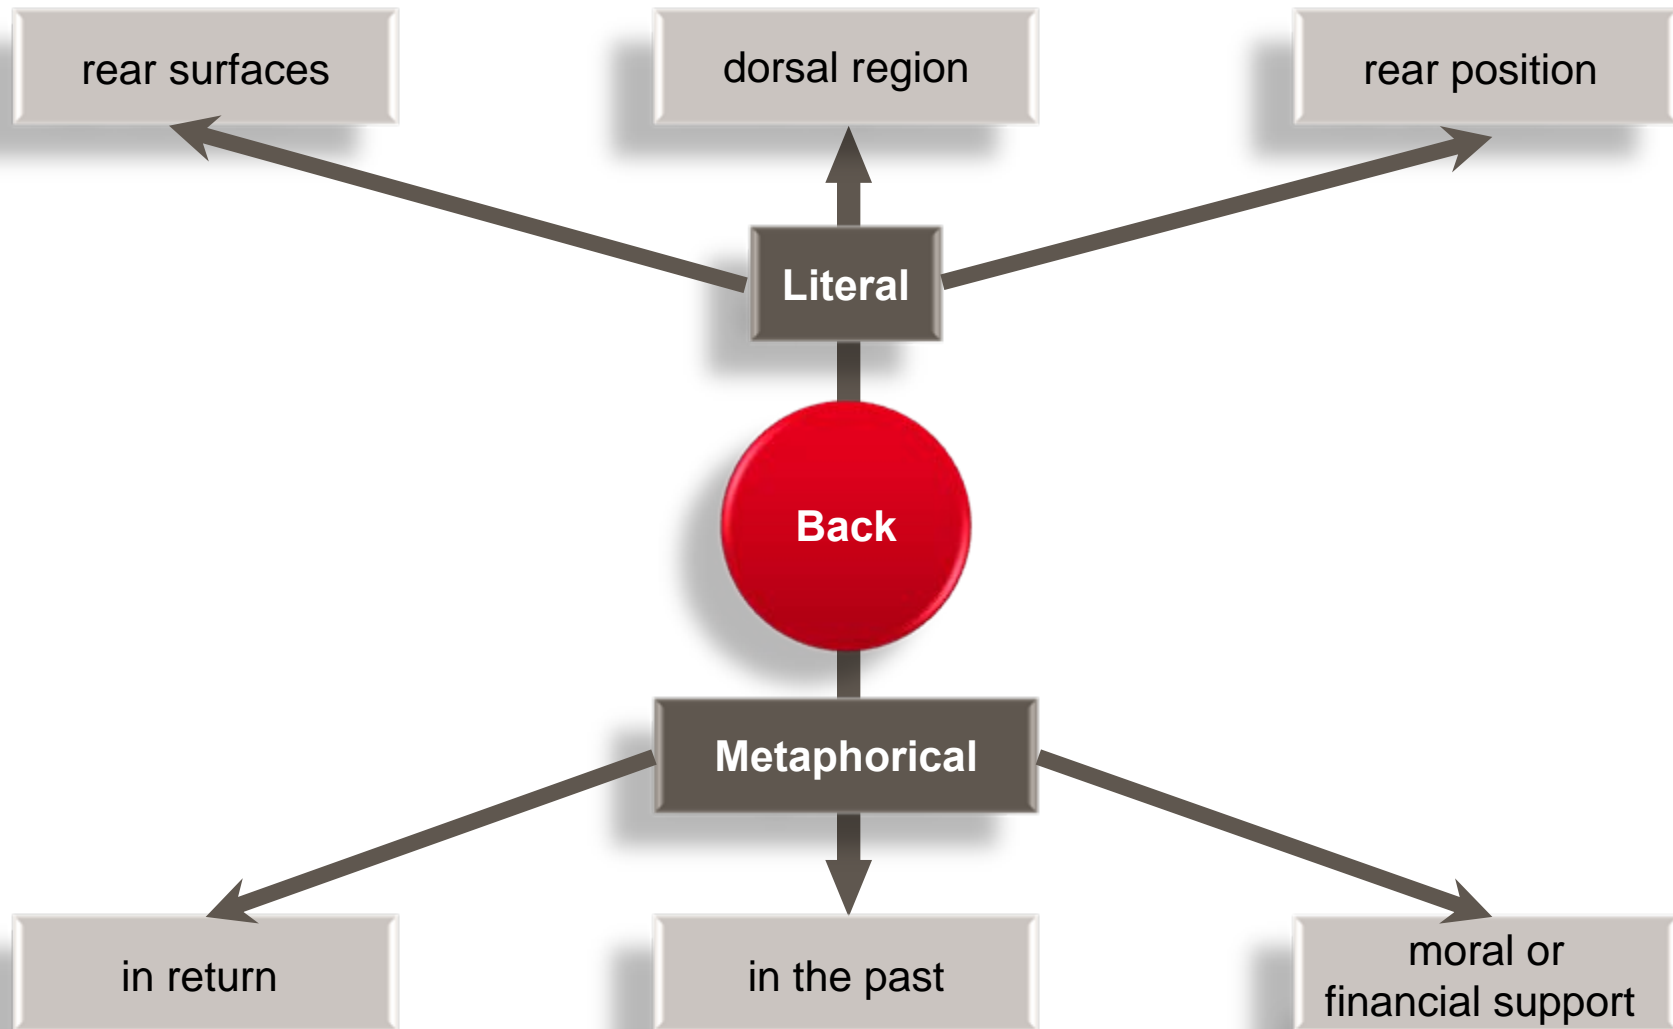 rear surfaces
dorsal region
rear position
Literal
Back
Metaphorical
in return
in the past
moral or
financial support